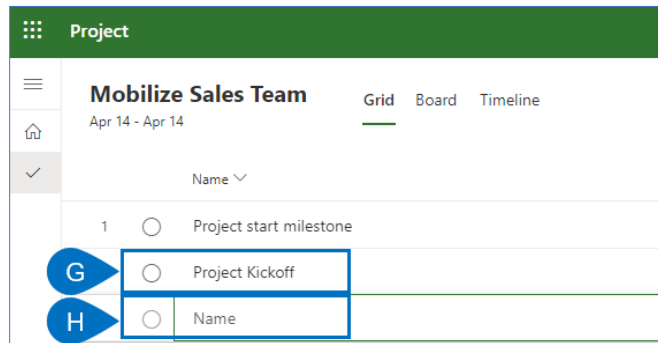 Project
Mobilize Sales Team
Grid Board Timeline
Apr 14 - Apr 14
Name
1 Project start milestone
G Project Kickoff
H Name